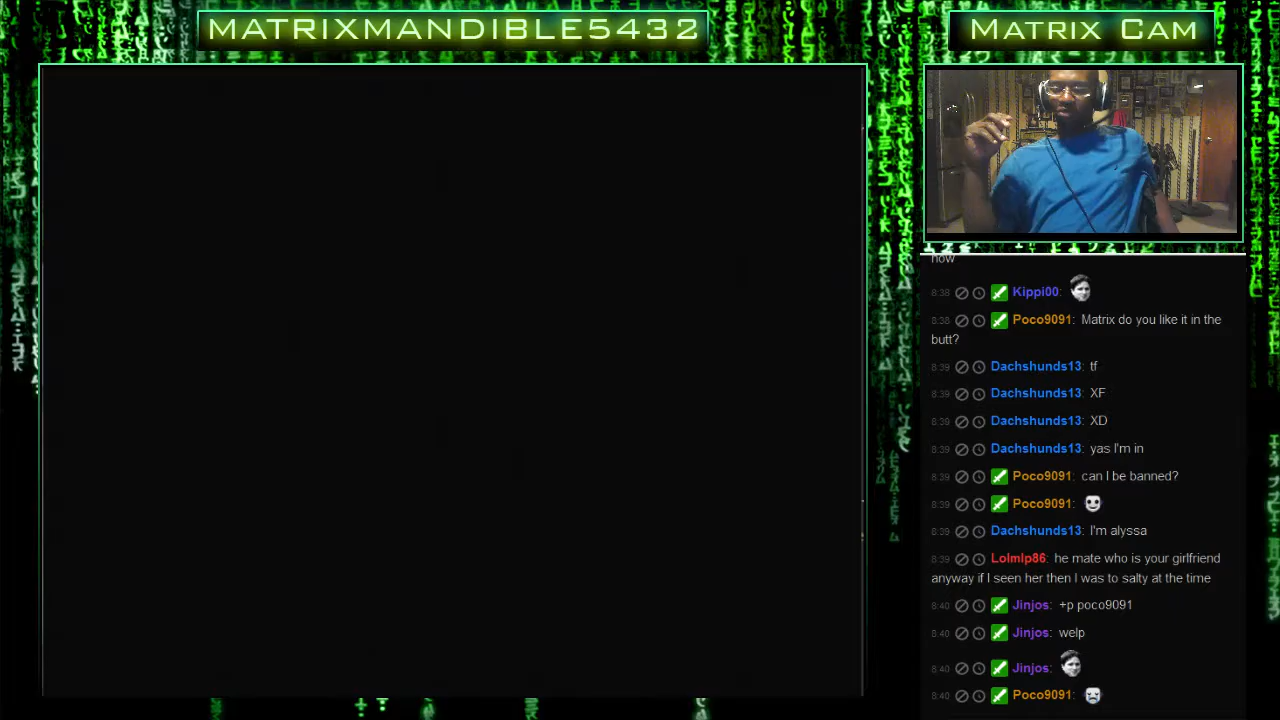 MATRIXMANDIBLE5432
Matrix Cam
now
8:38 Kippi00:
8:38 Poco9091: Matrix do you like it in the
butt?
8:39 Dachshunds13: tf
8:39 Dachshunds13: XF
8:39 Dachshunds13: XD
8:39 Dachshunds13: yas I'm in
8:39 Poco9091: can I be banned?
8:39 Poco9091:
8:39 Dachshunds13: I'm alyssa
8:39 Lolmlp86: he mate who is your girlfriend
anyway if I seen her then I was to salty at the time
8:40 Jinjos: +p poco9091
8:40 Jinjos: welp
8:40 Jinjos:
8:40 Poco9091: